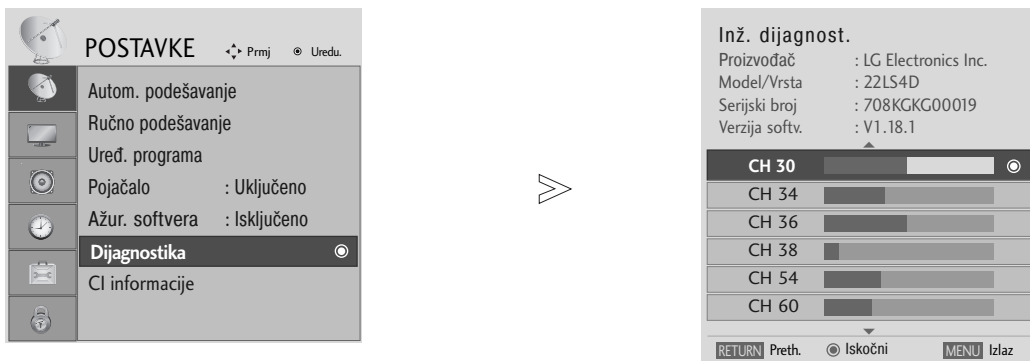 POSTAVKE Prmj Uredu.
Autom. podešavanje
Ručno podešavanje
Uređ. programa
Pojačalo : Uključeno
Ažur. softvera : Isključeno
Dijagnostika
CI informacije
Inž. dijagnost.
Proizvođač : LG Electronics Inc.
Model/Vrsta : 22LS4D
Serijski broj : 708KGKG00019
Verzija softv. : V1.18.1
CH 30
CH 34
CH 36
CH 38
CH 54
CH 60
RETURN Preth. Iskočni MENU Izlaz